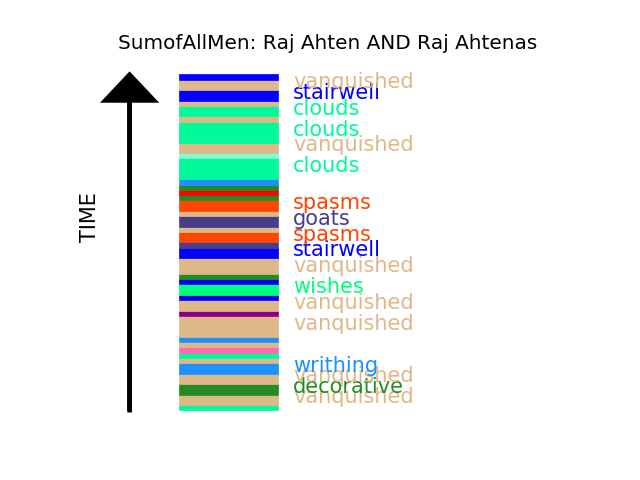 SumofAllMen: Raj Ahten AND Raj Ahtenas
vanquished
stairwell
clouds
clouds
vanquished
clouds
spasms
goats
spasms
stairwell
vanquished
wishes
vanquished
vanquished
writhing
vanquished
decorative
vanquished
TIME